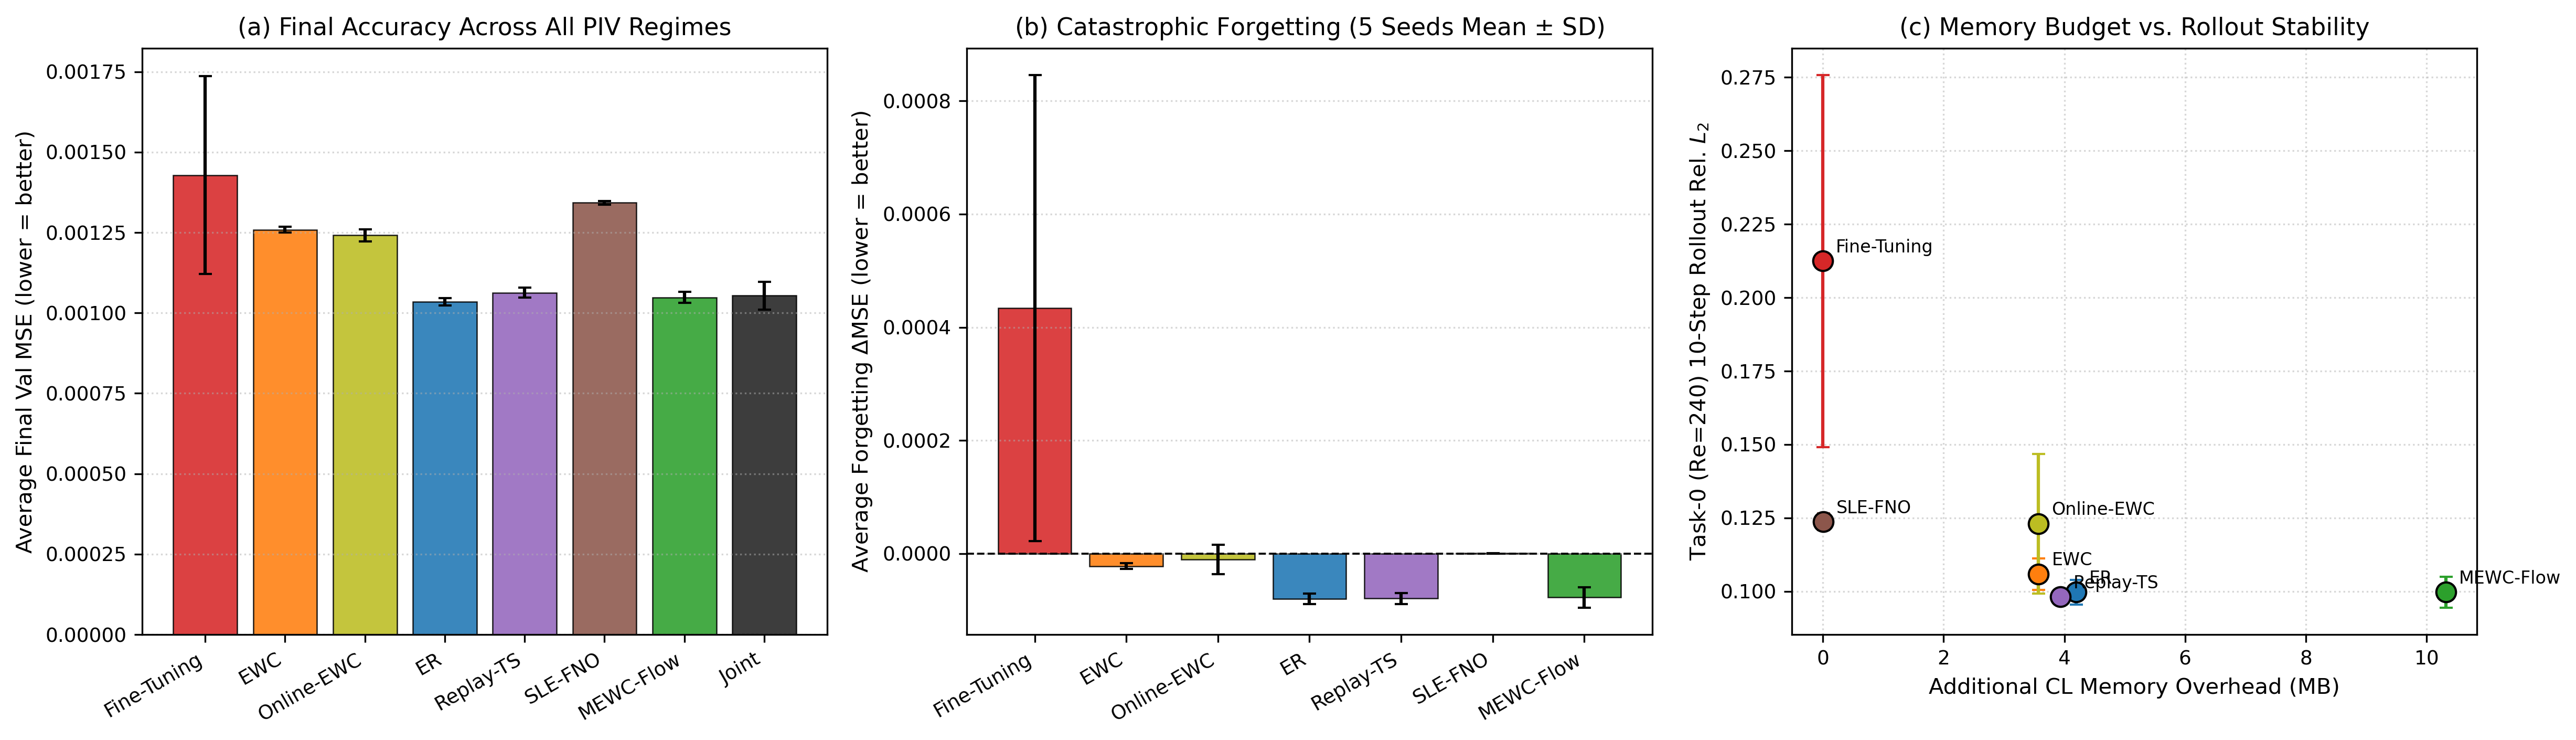 (a) Final Accuracy Across All PIV Regimes
Average Final Val MSE (lower = better)
0.00175
0.00150
0.00125
0.00100
0.00075
0.00050
0.00025
0.00000
Fine-Tuning
EWC
Online-EWC
ER
Replay-TS
SLE-FNO
MEWC-Flow
Joint
(b) Catastrophic Forgetting (5 Seeds Mean ± SD)
Average Forgetting ΔMSE (lower = better)
0.0008
0.0006
0.0004
0.0002
0.0000
Fine-Tuning
EWC
Online-EWC
ER
Replay-TS
SLE-FNO
MEWC-Flow
(c) Memory Budget vs. Rollout Stability
Task-0 (Re=240) 10-Step Rollout Rel. L₂
0.275
0.250
0.225
0.200
0.175
0.150
0.125
0.100
Fine-Tuning
SLE-FNO
Online-EWC
EWC
ER
Replay-TS
MEWC-Flow
0
2
4
6
8
10
Additional CL Memory Overhead (MB)